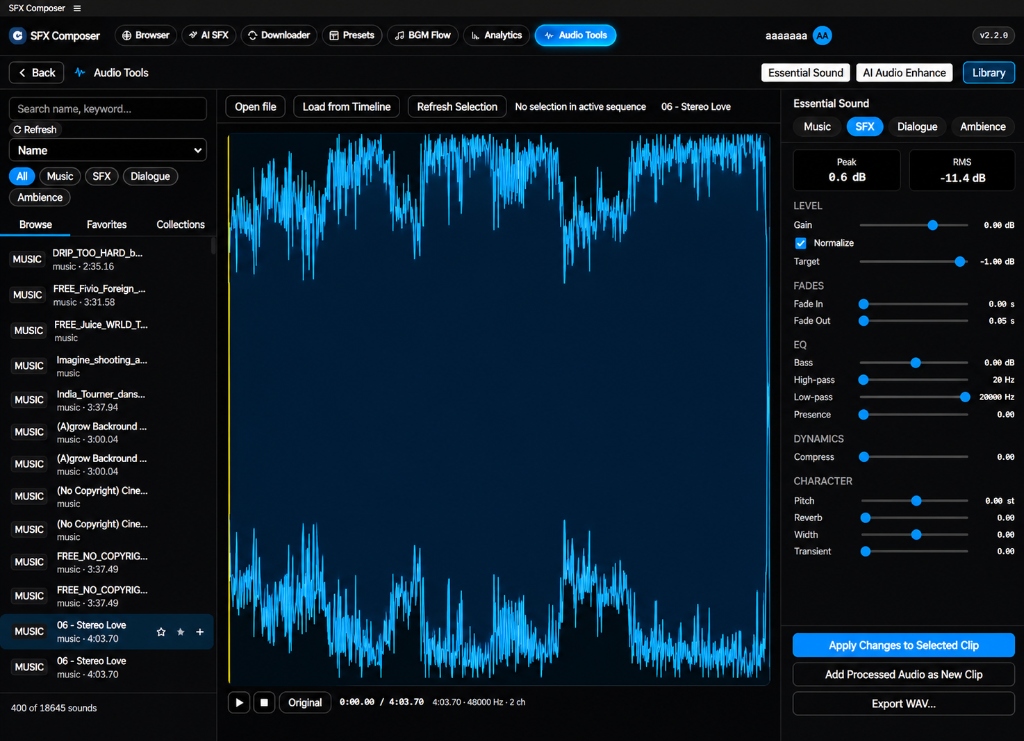 SFX Composer
SFX Composer
Browser
AI SFX
Downloader
Presets
BGM Flow
Analytics
Audio Tools
aaaaaaa
AA
v2.2.0
Back
Audio Tools
Essential Sound
AI Audio Enhance
Library
Search name, keyword...
Refresh
Name
All
Music
SFX
Dialogue
Ambience
Browse
Favorites
Collections
MUSIC
DRIP_TOO_HARD_b...
music · 2:35.16
MUSIC
FREE_Fivio_Foreign_...
music · 3:31.58
MUSIC
FREE_Juice_WRLD_T...
music
MUSIC
Imagine_shooting_a...
music
MUSIC
India_Tourner_dans...
music · 3:37.94
MUSIC
(A)grow Backround ...
music · 3:00.04
MUSIC
(A)grow Backround ...
music · 3:00.04
MUSIC
(No Copyright) Cine...
music
MUSIC
(No Copyright) Cine...
music
MUSIC
FREE_NO_COPYRIG...
music · 3:37.49
MUSIC
FREE_NO_COPYRIG...
music · 3:37.49
MUSIC
06 - Stereo Love
music · 4:03.70
MUSIC
06 - Stereo Love
music · 4:03.70
400 of 18645 sounds
Open file
Load from Timeline
Refresh Selection
No selection in active sequence
06 - Stereo Love
Original
0:00.00 / 4:03.70
4:03.70 · 48000 Hz · 2 ch
Essential Sound
Music
SFX
Dialogue
Ambience
Peak
0.6 dB
RMS
-11.4 dB
LEVEL
Gain 0.00 dB
Normalize
Target -1.00 dB
FADES
Fade In 0.00 s
Fade Out 0.05 s
EQ
Bass 0.00 dB
High-pass 20 Hz
Low-pass 20000 Hz
Presence 0.00
DYNAMICS
Compress 0.00
CHARACTER
Pitch 0.00 st
Reverb 0.00
Width 0.00
Transient 0.00
Apply Changes to Selected Clip
Add Processed Audio as New Clip
Export WAV...